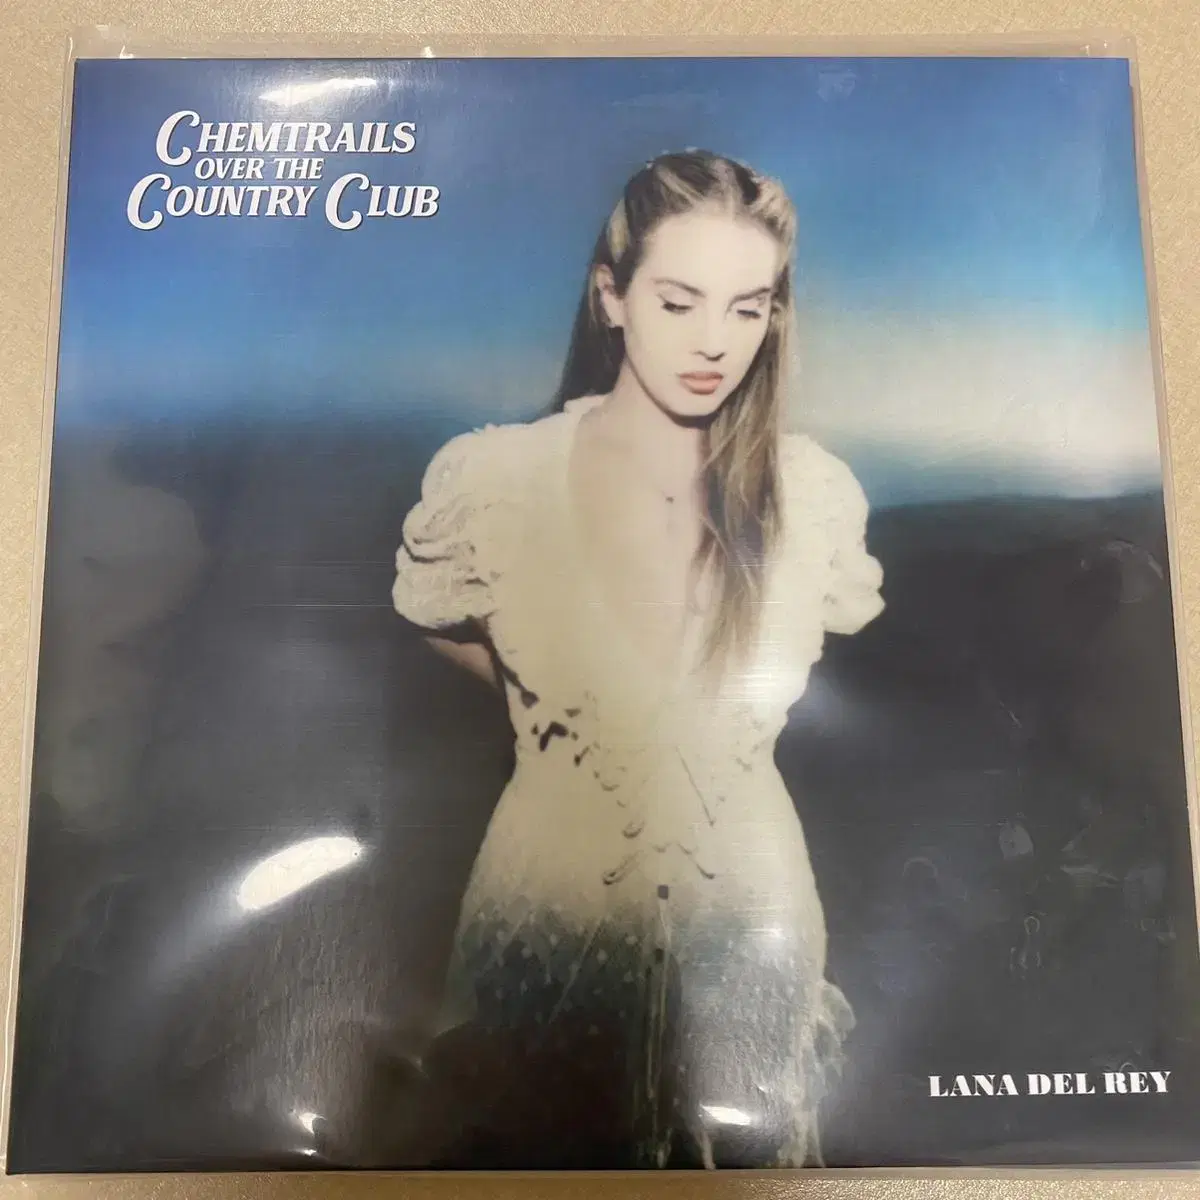 CHEMTRAILS
OVER THE
COUNTRY CLUB
LANA DEL REY